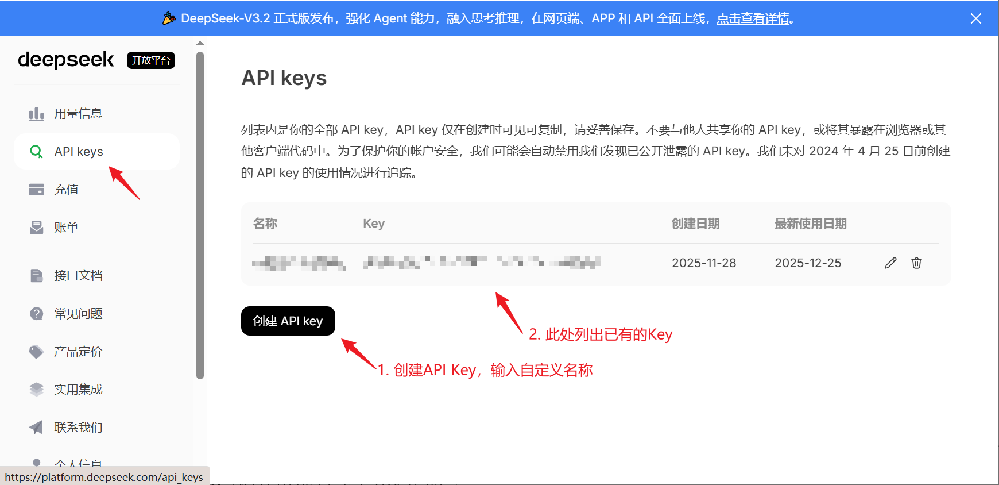 DeepSeek-V3.2 正式版发布，强化 Agent 能力，融入思考推理，在网页端、APP 和 API 全面上线，点击查看详情。
deepseek 开放平台
用量信息
API keys
充值
账单
接口文档
常见问题
产品定价
实用集成
联系我们
个人信息
https://platform.deepseek.com/api_keys
API keys
列表内是你的全部 API key，API key 仅在创建时可见可复制，请妥善保存。不要与他人共享你的 API key，或将其暴露在浏览器或其
他客户端代码中。为了保护你的帐户安全，我们可能会自动禁用我们发现已公开泄露的 API key。我们未对 2024 年 4 月 25 日前创建
的 API key 的使用情况进行追踪。
名称 Key 创建日期 最新使用日期
2025-11-28 2025-12-25
创建 API key
2. 此处列出已有的Key
1. 创建API Key，输入自定义名称